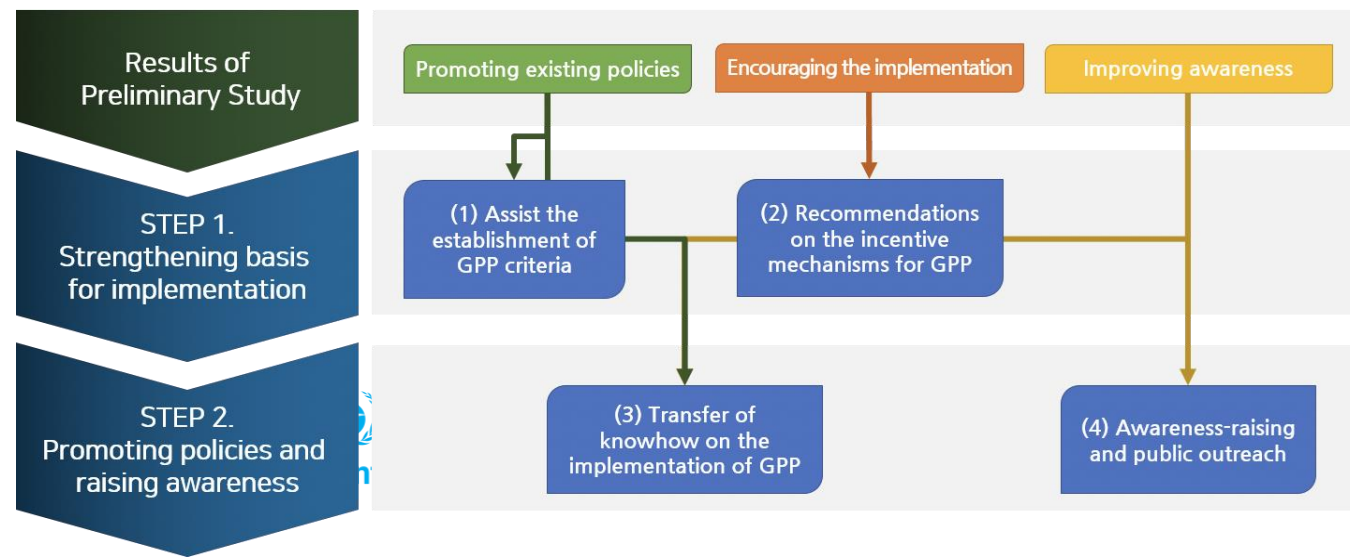 Results of
Preliminary Study
Promoting existing policies
Encouraging the implementation
Improving awareness
STEP 1.
Strengthening basis
for implementation
(1) Assist the
establishment of
GPP criteria
(2) Recommendations
on the incentive
mechanisms for GPP
STEP 2.
Promoting policies and
raising awareness
(3) Transfer of
knowhow on the
implementation of GPP
(4) Awareness-raising
and public outreach